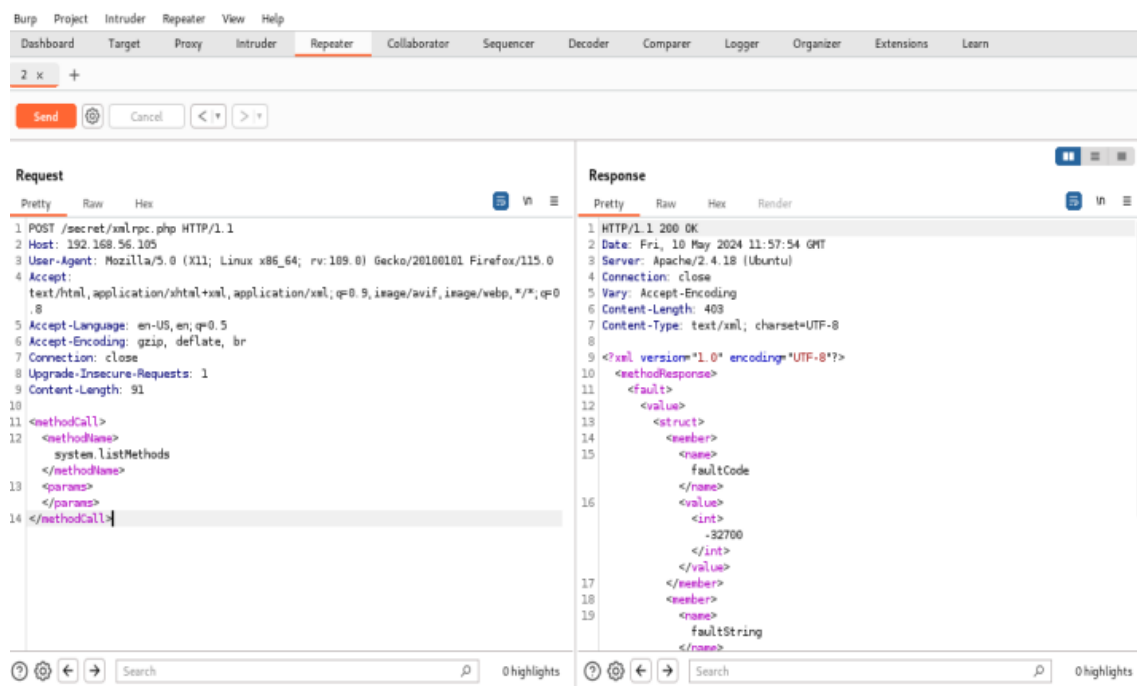 Burp Project Intruder Repeater View Help
Dashboard Target Proxy Intruder Repeater Collaborator Sequencer Decoder Comparer Logger Organizer Extensions Learn
2 × +
Send Cancel < >
Request
Pretty Raw Hex \n
1 POST /secret/xmlrpc.php HTTP/1.1
2 Host: 192.168.56.105
3 User-Agent: Mozilla/5.0 (X11; Linux x86_64; rv:109.0) Gecko/20100101 Firefox/115.0
4 Accept:
text/html,application/xhtml+xml,application/xml;q=0.9,image/avif,image/webp,*/*;q=0
.8
5 Accept-Language: en-US,en;q=0.5
6 Accept-Encoding: gzip, deflate, br
7 Connection: close
8 Upgrade-Insecure-Requests: 1
9 Content-Length: 91
10
11 <methodCall>
12 <methodName>
system.listMethods
</methodName>
13 <params>
</params>
14 </methodCall>
Search 0 highlights
Response
Pretty Raw Hex Render \n
1 HTTP/1.1 200 OK
2 Date: Fri, 10 May 2024 11:57:54 GMT
3 Server: Apache/2.4.18 (Ubuntu)
4 Connection: close
5 Vary: Accept-Encoding
6 Content-Length: 403
7 Content-Type: text/xml; charset=UTF-8
8
9 <?xml version="1.0" encoding="UTF-8"?>
10 <methodResponse>
11 <fault>
12 <value>
13 <struct>
14 <member>
15 <name>
faultCode
</name>
16 <value>
<int>
-32700
</int>
</value>
17 </member>
18 <member>
19 <name>
faultString
</name>
Search 0 highlights